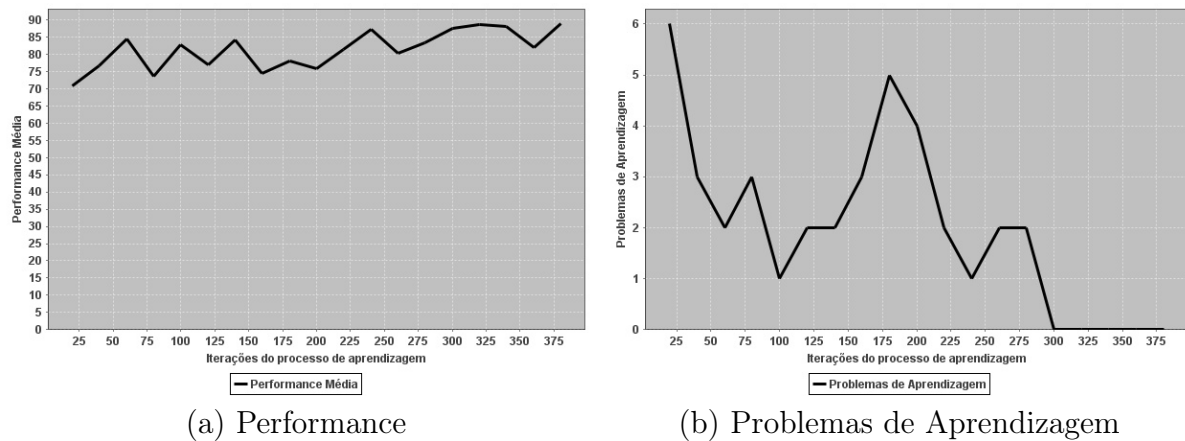 90
85
80
75
70
65
60
55
50
45
40
35
30
25
20
15
10
5
0
Performance Média
25 50 75 100 125 150 175 200 225 250 275 300 325 350 375
Iterações do processo de aprendizagem
Performance Média
(a) Performance
6
5
4
3
2
1
0
Problemas de Aprendizagem
25 50 75 100 125 150 175 200 225 250 275 300 325 350 375
Iterações do processo de aprendizagem
Problemas de Aprendizagem
(b) Problemas de Aprendizagem